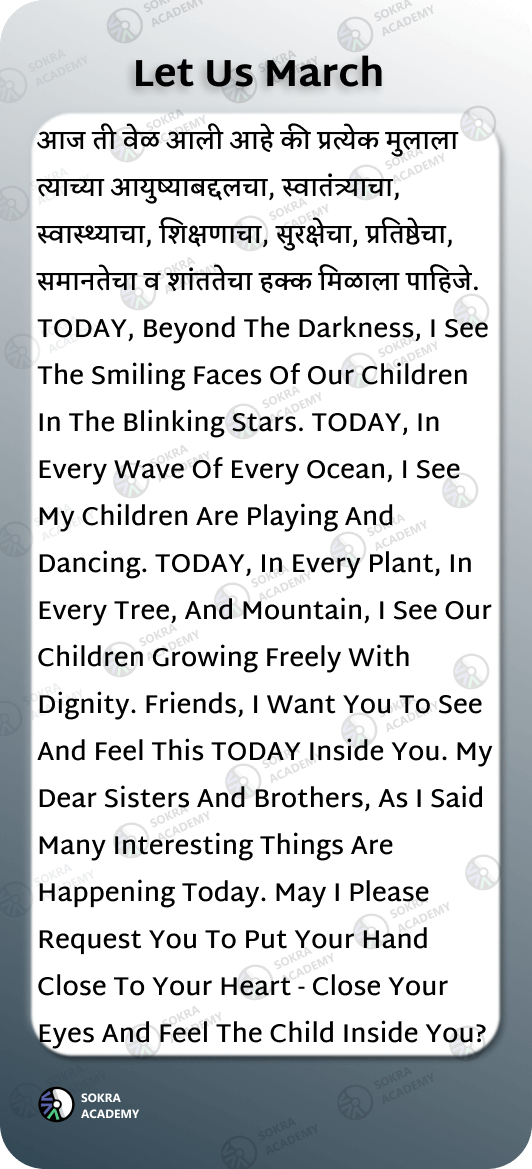 Let Us March
आज ती वेळ आली आहे की प्रत्येक मुलाला
त्याच्या आयुष्याबद्दलचा, स्वातंत्र्याचा,
स्वास्थ्याचा, शिक्षणाचा, सुरक्षेचा, प्रतिष्ठेचा,
समानतेचा व शांततेचा हक्क मिळाला पाहिजे.
TODAY, Beyond The Darkness, I See
The Smiling Faces Of Our Children
In The Blinking Stars. TODAY, In
Every Wave Of Every Ocean, I See
My Children Are Playing And
Dancing. TODAY, In Every Plant, In
Every Tree, And Mountain, I See Our
Children Growing Freely With
Dignity. Friends, I Want You To See
And Feel This TODAY Inside You. My
Dear Sisters And Brothers, As I Said
Many Interesting Things Are
Happening Today. May I Please
Request You To Put Your Hand
Close To Your Heart - Close Your
Eyes And Feel The Child Inside You?
SOKRA
ACADEMY